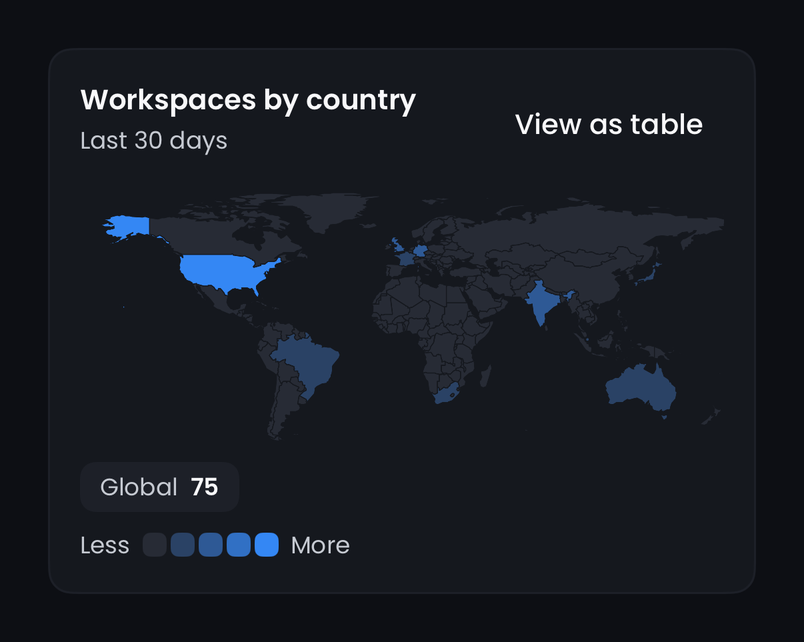 Workspaces by country
Last 30 days
View as table
Global 75
Less More